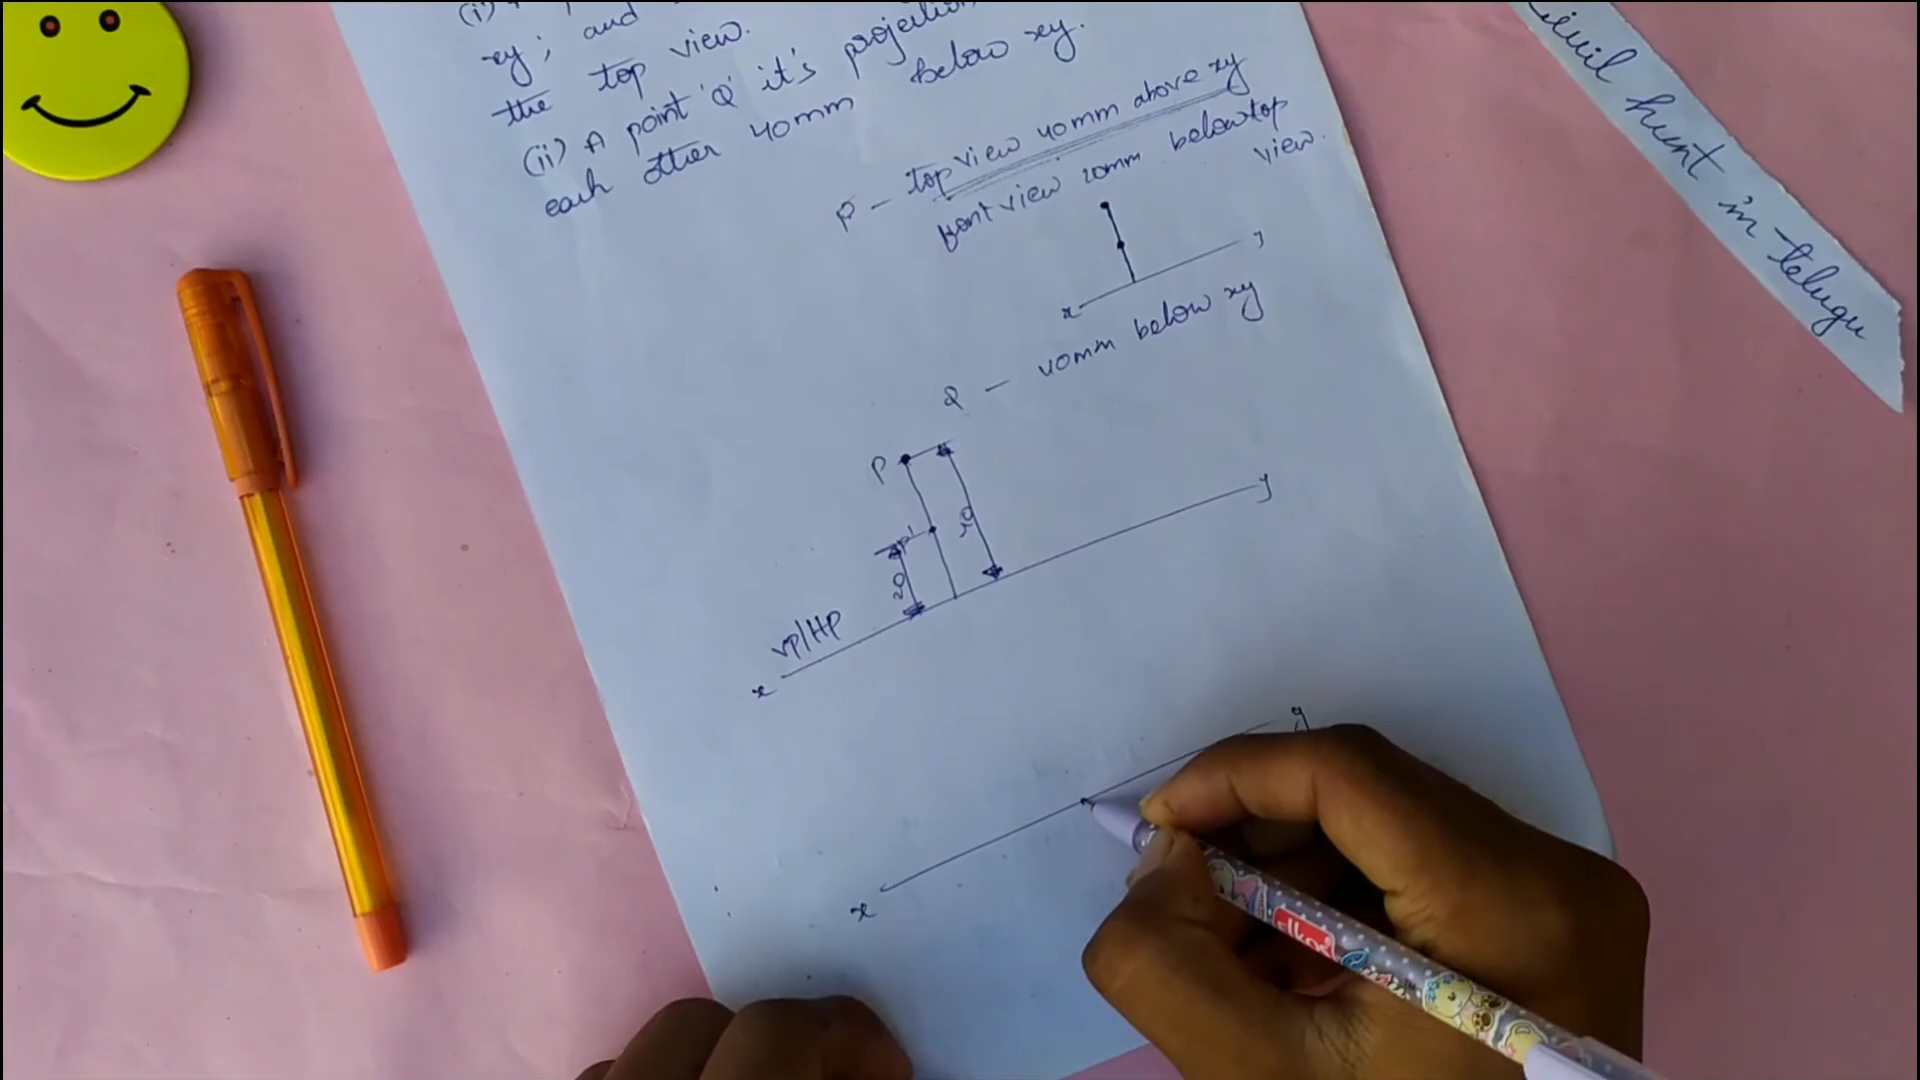 (i)
xy; and
the top view.
(ii) A point 'Q' it's projection
each other 40mm below xy.
P - top view 40mm above xy
front view 20mm below top
view.
x y
Q - 40mm below xy
P
p'
40
20
VP/HP
x y
x y
elkos
Civil hunt in telugu